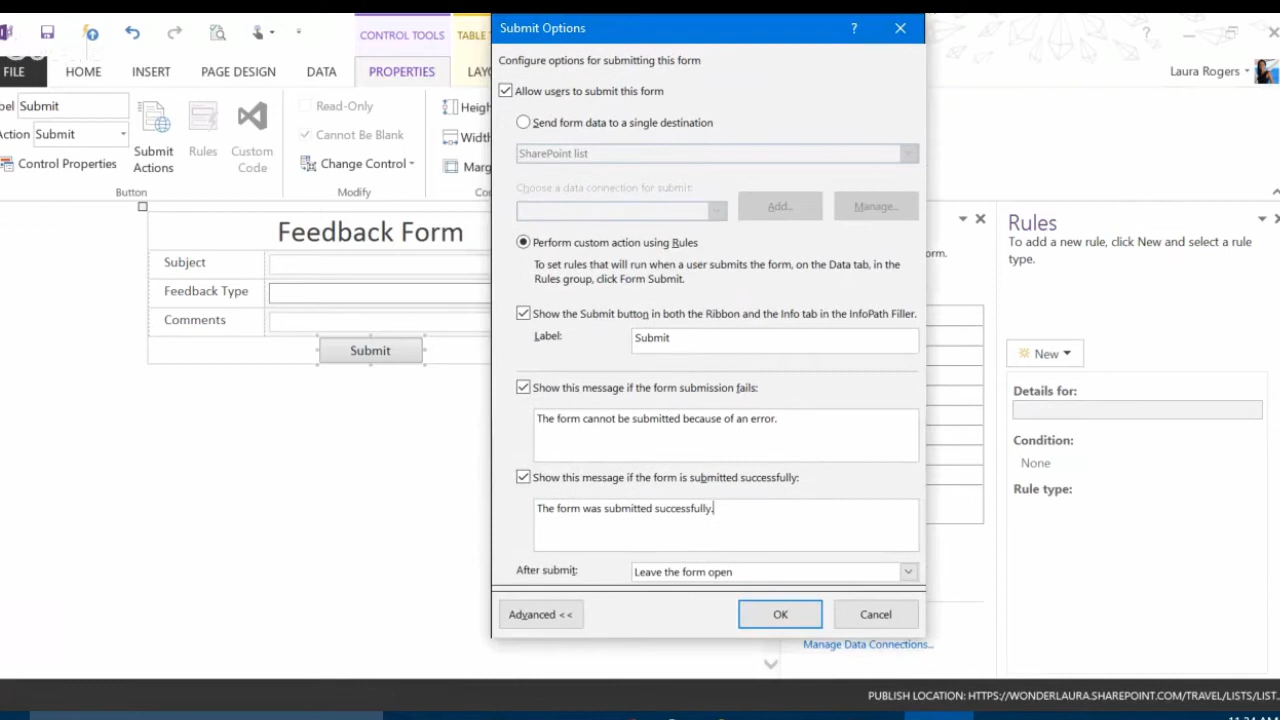 Submit Options
CONTROL TOOLS
TABLE
FILE
HOME
INSERT
PAGE DESIGN
DATA
PROPERTIES
Laura Rogers
Submit
Submit
Control Properties
Submit Actions
Rules
Custom Code
Button
Read-Only
Cannot Be Blank
Change Control
Modify
Width
Configure options for submitting this form
Allow users to submit this form
Send form data to a single destination
SharePoint list
Choose a data connection for submit:
Add...
Manage...
Perform custom action using Rules
To set rules that will run when a user submits the form, on the Data tab, in the
Rules group, click Form Submit.
Show the Submit button in both the Ribbon and the Info tab in the InfoPath Filler.
Label:
Submit
Show this message if the form submission fails:
The form cannot be submitted because of an error.
Show this message if the form is submitted successfully:
The form was submitted successfully.
After submit:
Leave the form open
Advanced <<
OK
Cancel
Feedback Form
Subject
Feedback Type
Comments
Submit
Rules
To add a new rule, click New and select a rule
type.
New
Details for:
Condition:
None
Rule type:
Manage Data Connections...
PUBLISH LOCATION: HTTPS://WONDERLAURA.SHAREPOINT.COM/TRAVEL/LISTS/LIST...